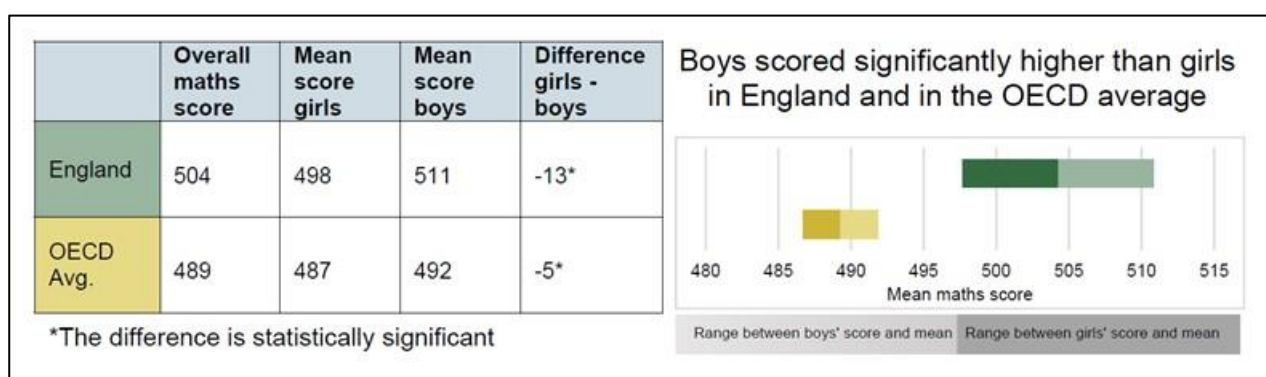 Overall maths score
Mean score girls
Mean score boys
Difference girls - boys
England 504 498 511 -13*
OECD Avg. 489 487 492 -5*
*The difference is statistically significant
Boys scored significantly higher than girls
in England and in the OECD average
480 485 490 495 500 505 510 515
Mean maths score
Range between boys' score and mean Range between girls' score and mean